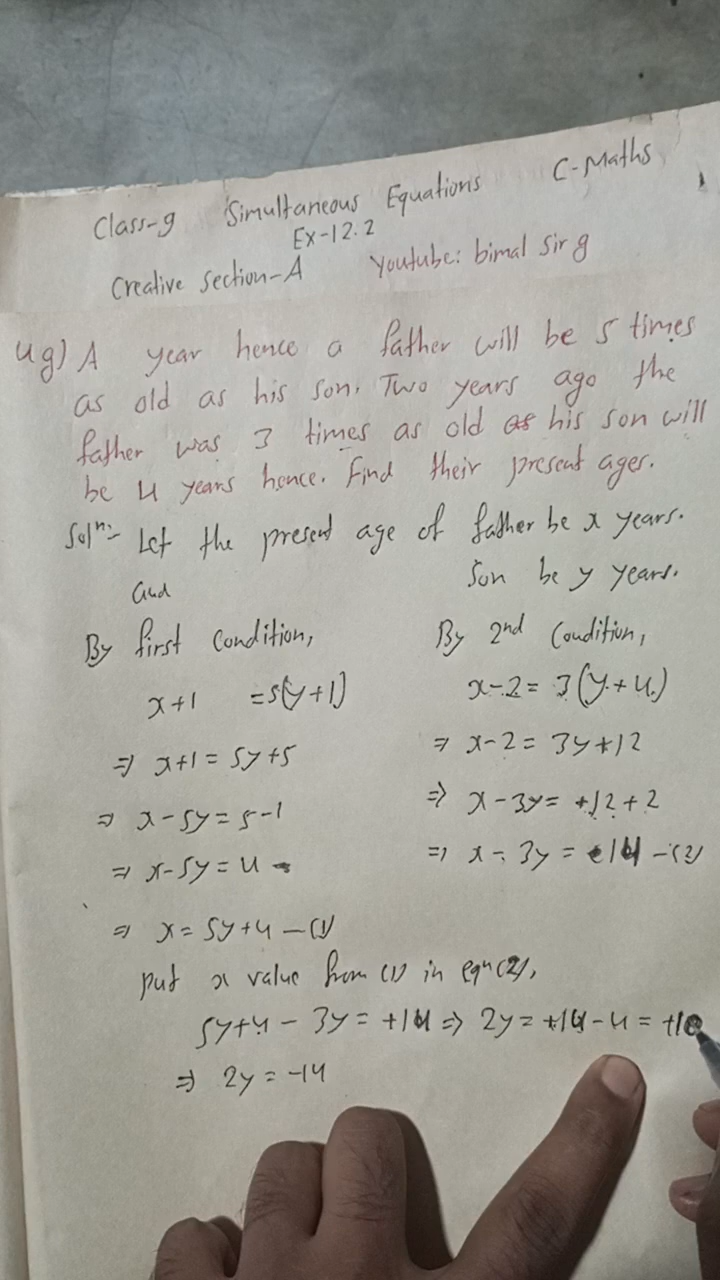 Class-9 Simultaneous Equations C-Maths
Ex-12.2
Creative Section-A Youtube: bimal Sir g
4g) A year hence a father will be 5 times
as old as his son. Two years ago the
father was 3 times as old as his son will
be 4 years hence. Find their present ages.
Solⁿ:- Let the present age of father be x years.
and Son be y years.
By first Condition,
x+1 = 5(y+1)
⇒ x+1 = 5y+5
⇒ x-5y = 5-1
⇒ x-5y = 4
⇒ x = 5y+4 -(1)
By 2nd Condition,
x-2 = 3(y+4)
⇒ x-2 = 3y+12
⇒ x-3y = +12+2
⇒ x-3y = 14 -(2)
put x value from (1) in eqn(2),
5y+4-3y = +14 ⇒ 2y = +14-4 = +10
⇒ 2y = -14